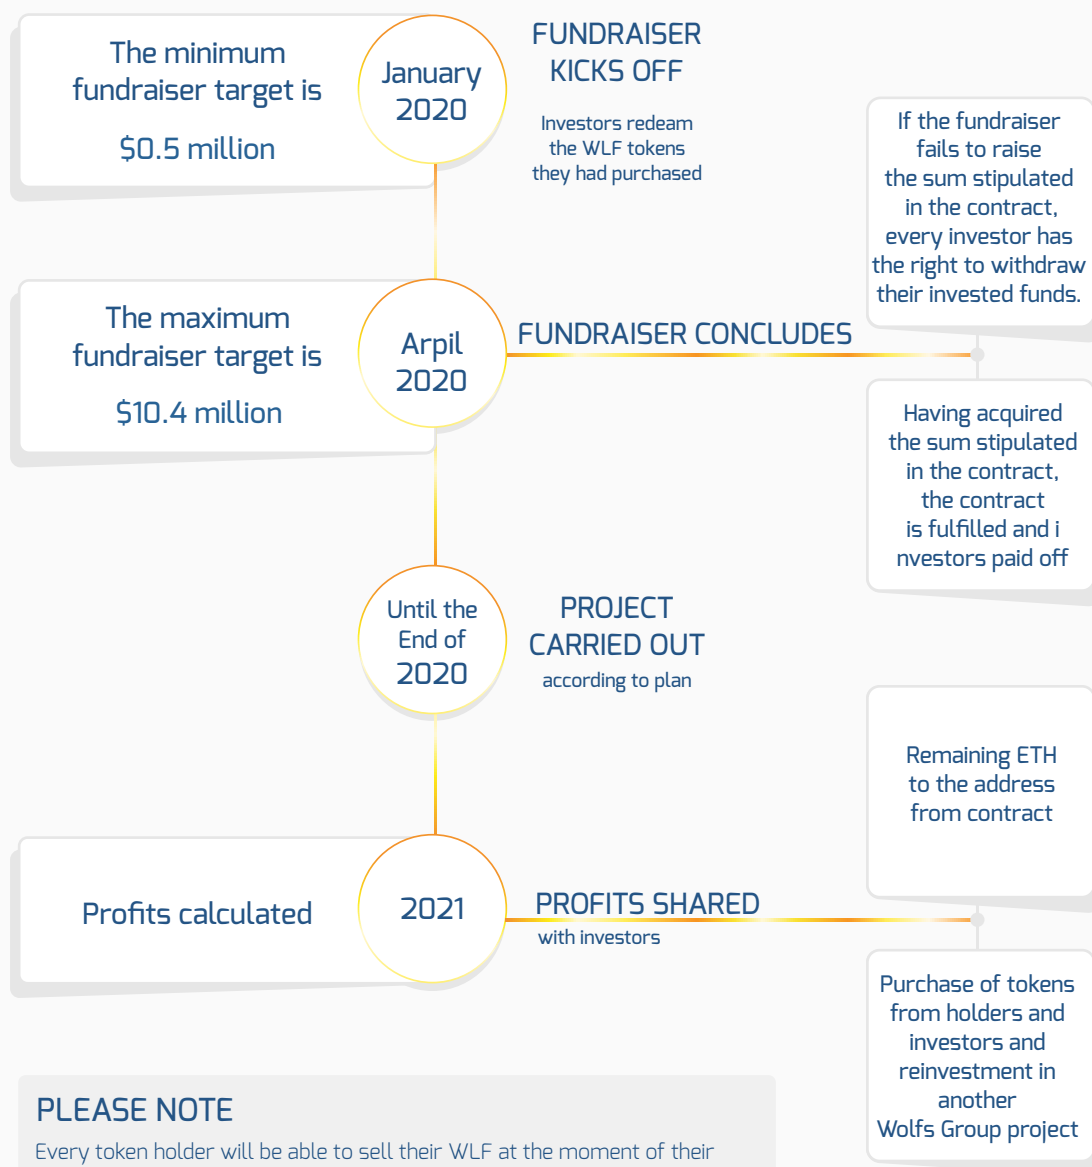 The minimum
fundraiser target is
$0.5 million
January
2020
FUNDRAISER
KICKS OFF
Investors redeam
the WLF tokens
they had purchased
If the fundraiser
fails to raise
the sum stipulated
in the contract,
every investor has
the right to withdraw
their invested funds.
The maximum
fundraiser target is
$10.4 million
Arpil
2020
FUNDRAISER CONCLUDES
Having acquired
the sum stipulated
in the contract,
the contract
is fulfilled and i
nvestors paid off
Until the
End of
2020
PROJECT
CARRIED OUT
according to plan
Remaining ETH
to the address
from contract
Profits calculated
2021
PROFITS SHARED
with investors
Purchase of tokens
from holders and
investors and
reinvestment in
another
Wolfs Group project
PLEASE NOTE
Every token holder will be able to sell their WLF at the moment of their